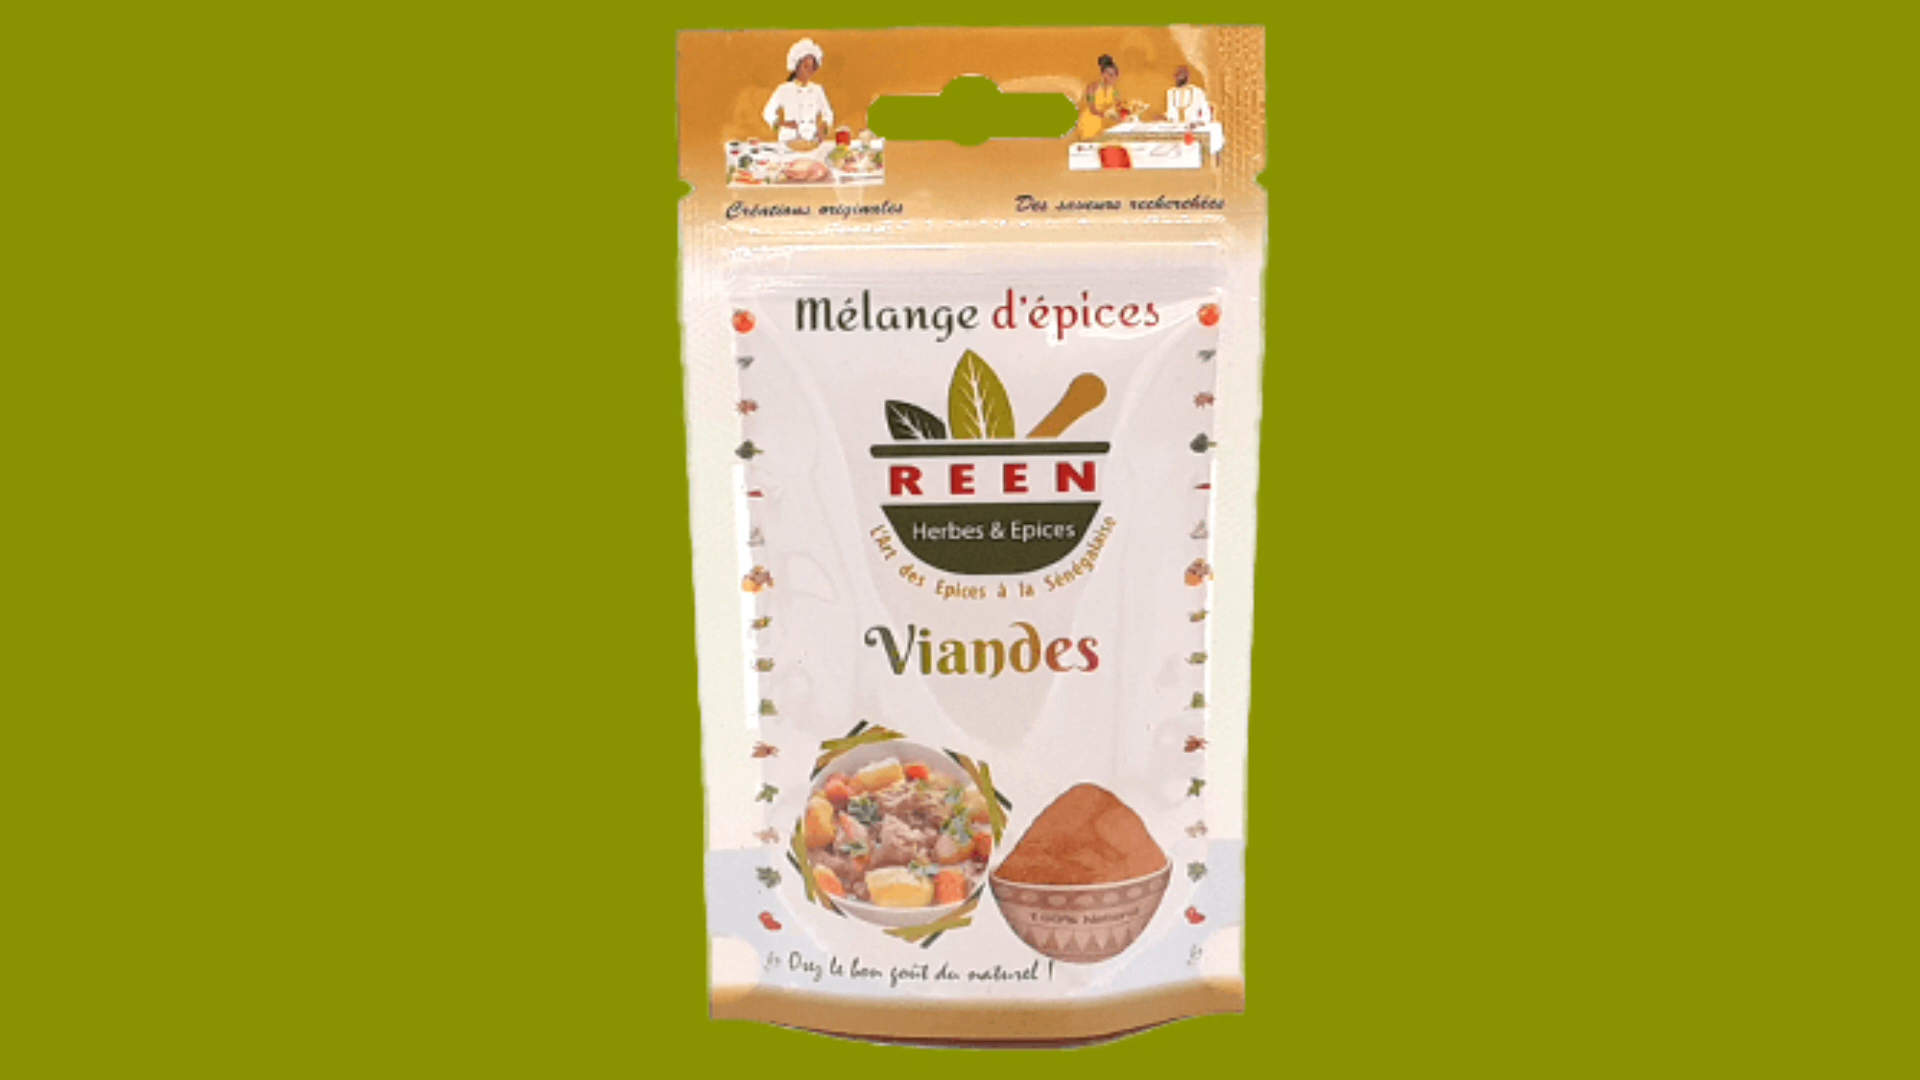 Créations originales
Des saveurs recherchées
Mélange d'épices
REEN
Herbes & Epices
L'Art des Epices à la Sénégalaise
Viandes
100% Naturel
Osez le bon goût du naturel !